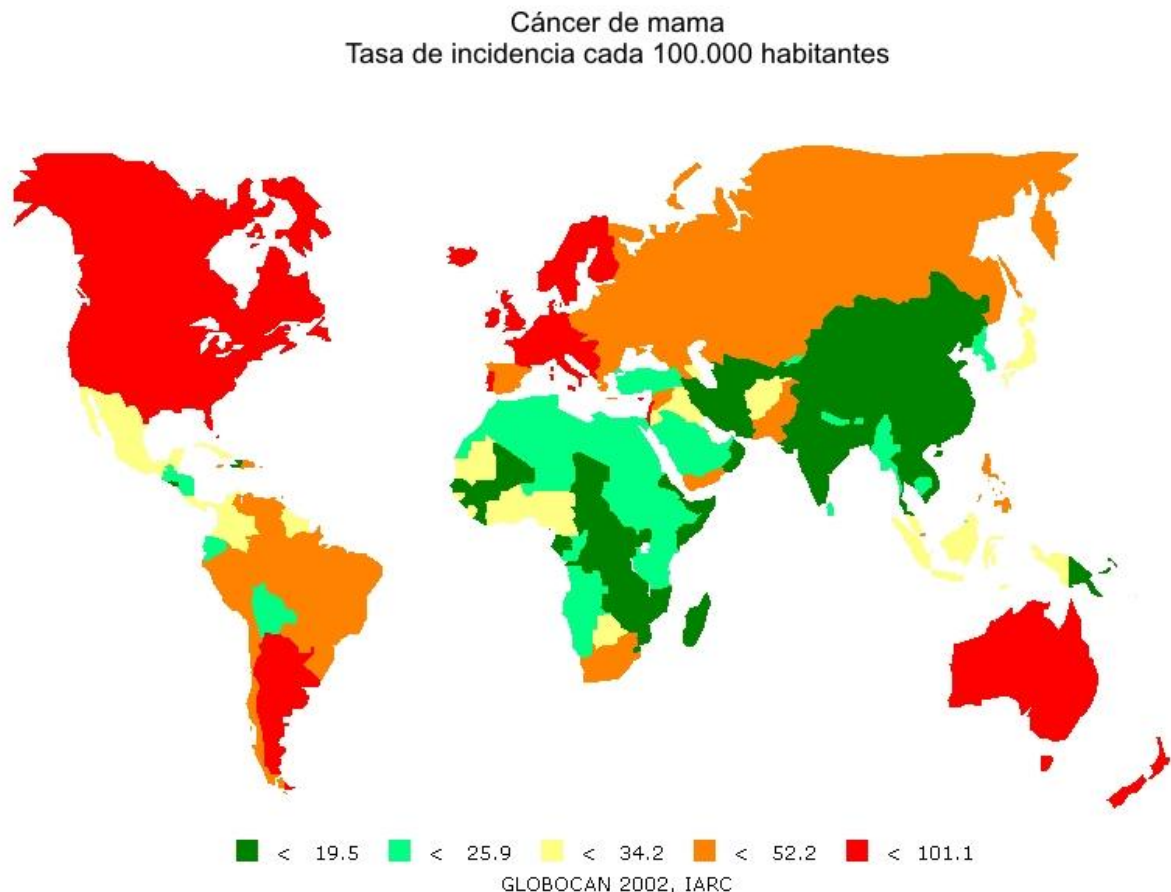 Cáncer de mama
Tasa de incidencia cada 100.000 habitantes
< 19.5 < 25.9 < 34.2 < 52.2 < 101.1
GLOBOCAN 2002, IARC